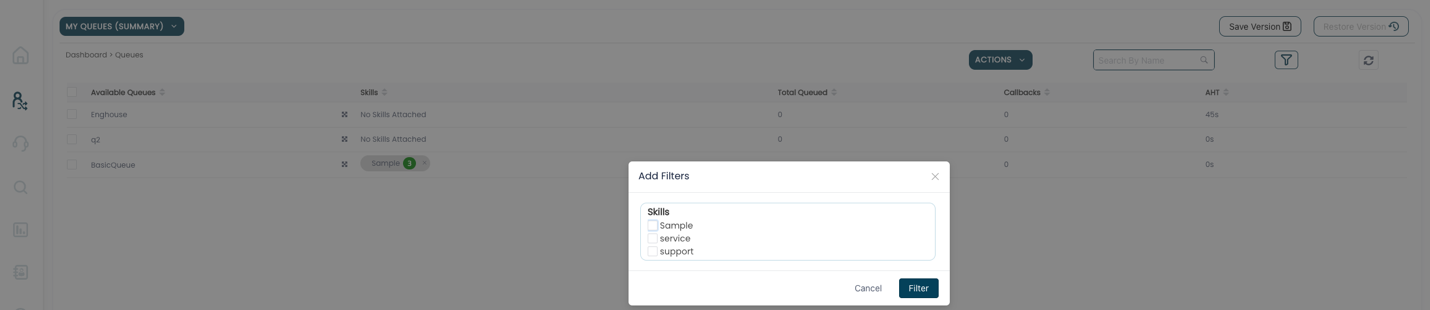 MY QUEUES (SUMMARY)
Save Version
Restore Version
Dashboard > Queues
ACTIONS
Search By Name
Available Queues Skills Total Queued Callbacks AHT
Enghouse No Skills Attached 0 0 45s
q2 No Skills Attached 0 0 0s
BasicQueue Sample 3 × 0 0s
Add Filters
Skills
Sample
service
support
Cancel Filter